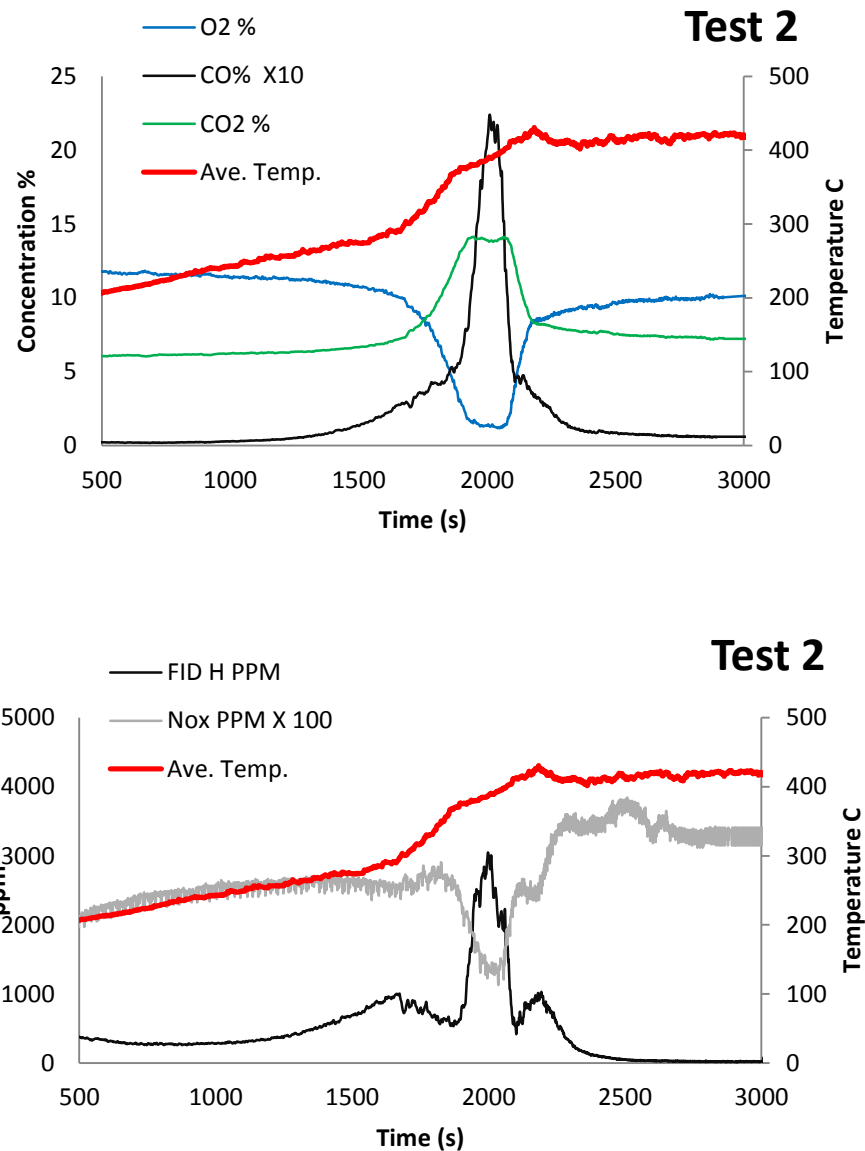 Test 2
O2 %
CO%  X10
CO2 %
Ave. Temp.
25
20
15
10
5
0
Concentration %
500
400
300
200
100
0
Temperature C
500 1000 1500 2000 2500 3000
Time (s)
Test 2
FID H PPM
Nox PPM X 100
Ave. Temp.
5000
4000
3000
2000
1000
0
ppm
500
400
300
200
100
0
Temperature C
500 1000 1500 2000 2500 3000
Time (s)